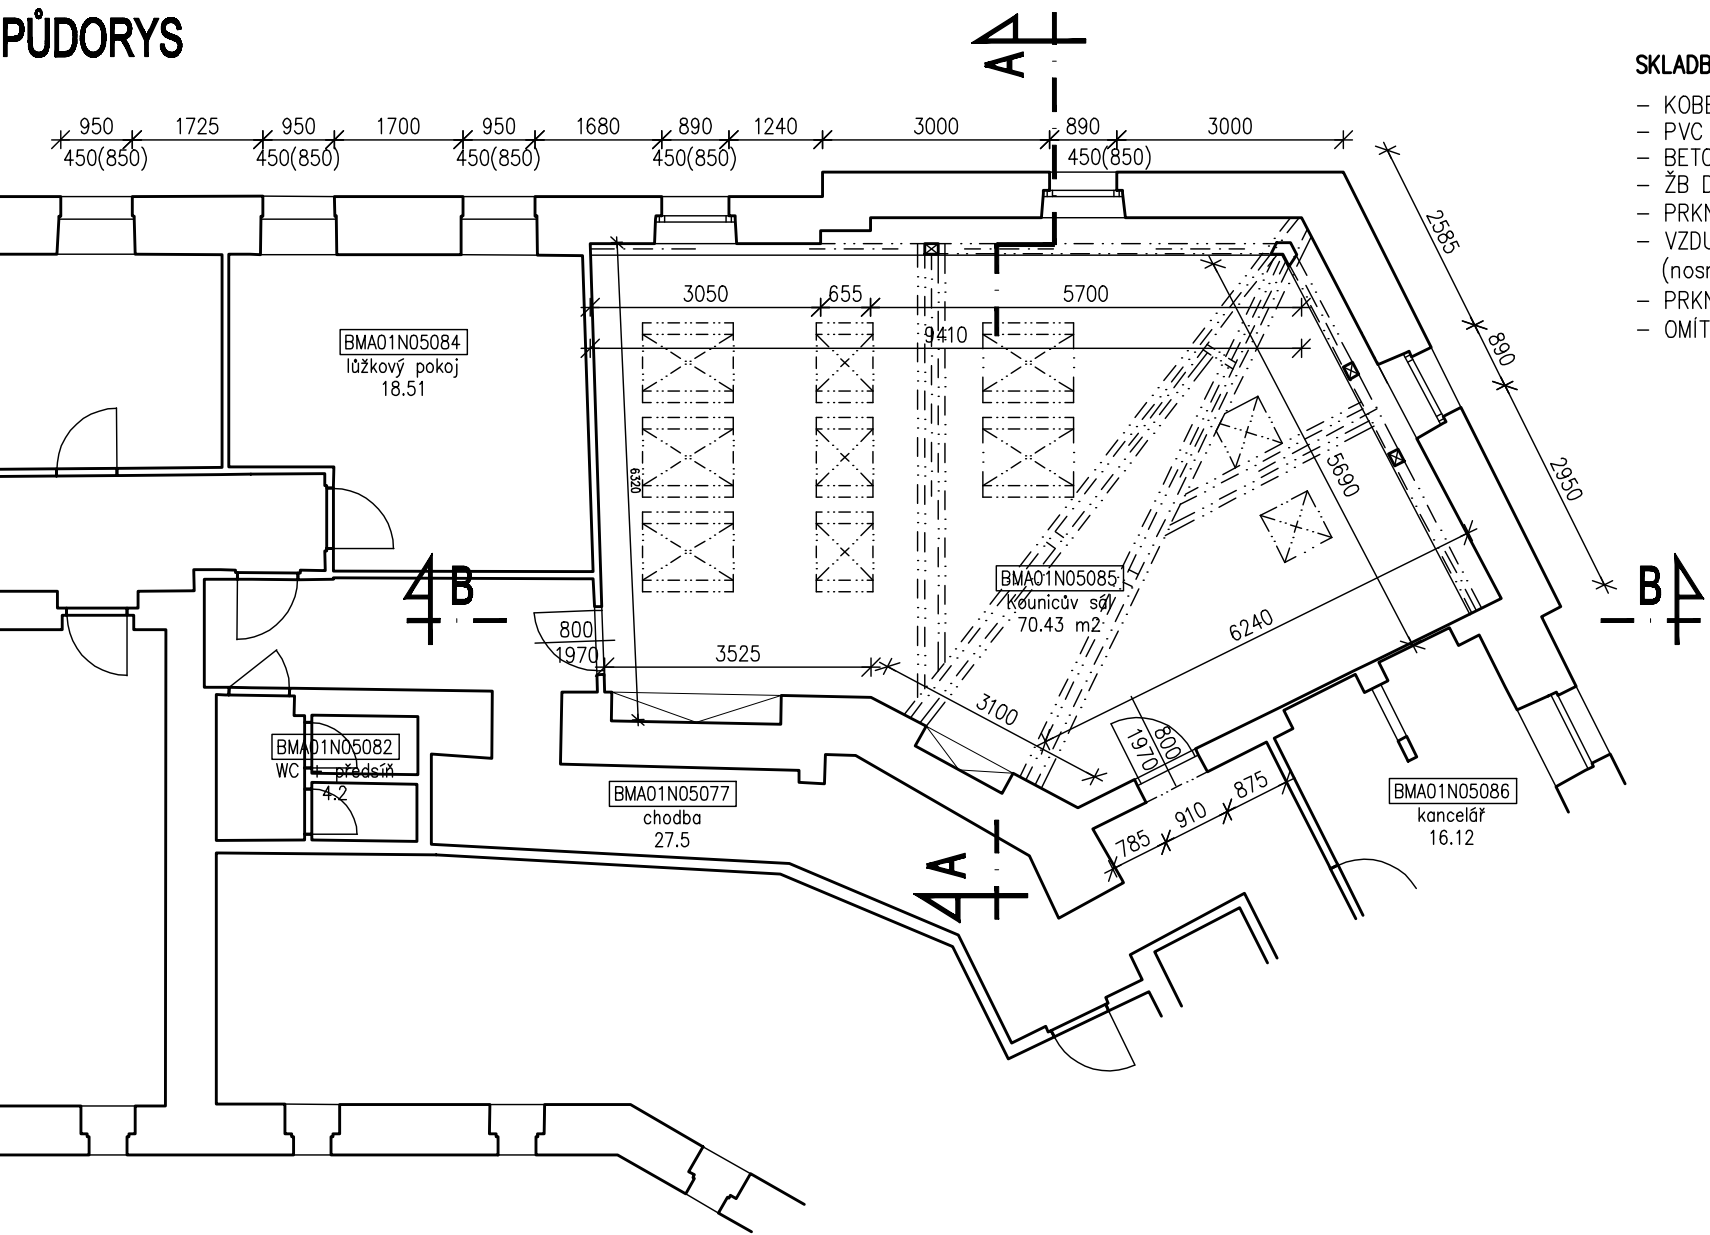 PŮDORYS
A
SKLADB
– KOBE
– PVC
– BETO
– ŽB D
– PRKN
– VZDU
(nosn
– PRKN
– OMÍT
950 1725 950 1700 950 1680 890 1240 3000 890 3000
450(850) 450(850) 450(850) 450(850) 450(850)
2585
890
2950
3050 655 5700
9410
6320
5690
BMA01N05084
lůžkový pokoj
18.51
BMA01N05085
Kounicův sál
70.43 m2
B
B
800
1970
3525
3100
6240
800
1970
BMA01N05082
WC + předsíň
4.2
BMA01N05077
chodba
27.5
BMA01N05086
kancelář
16.12
785 910 875
A